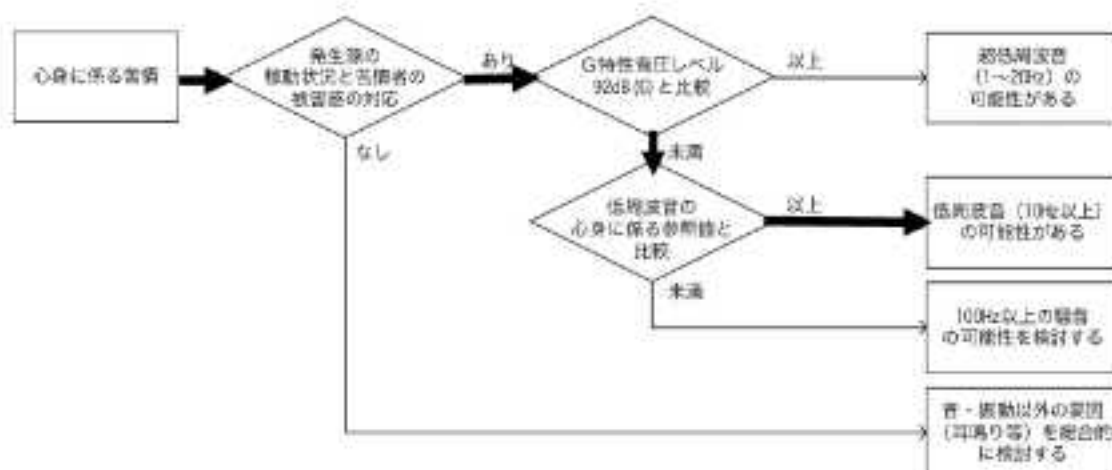 心身に係る苦情
発生源の
稼動状況と苦情者の
被害感の対応
あり
なし
G特性音圧レベル
92dB(G)と比較
以上
未満
超低周波音
(1～20Hz)の
可能性がある
低周波音の
心身に係る参照値と
比較
以上
未満
低周波音(10Hz以上)
の可能性がある
100Hz以上の騒音
の可能性を検討する
音・振動以外の要因
(耳鳴り等)を総合的
に検討する